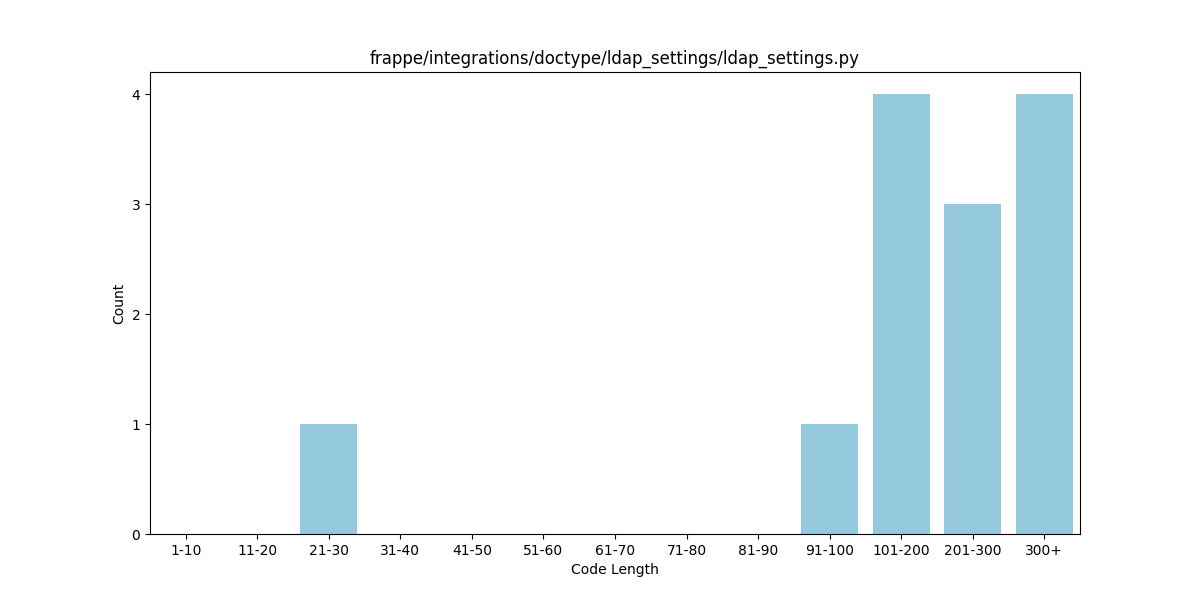 frappe/integrations/doctype/ldap_settings/ldap_settings.py
4
3
2
1
0
Count
1-10 11-20 21-30 31-40 41-50 51-60 61-70 71-80 81-90 91-100 101-200 201-300 300+
Code Length